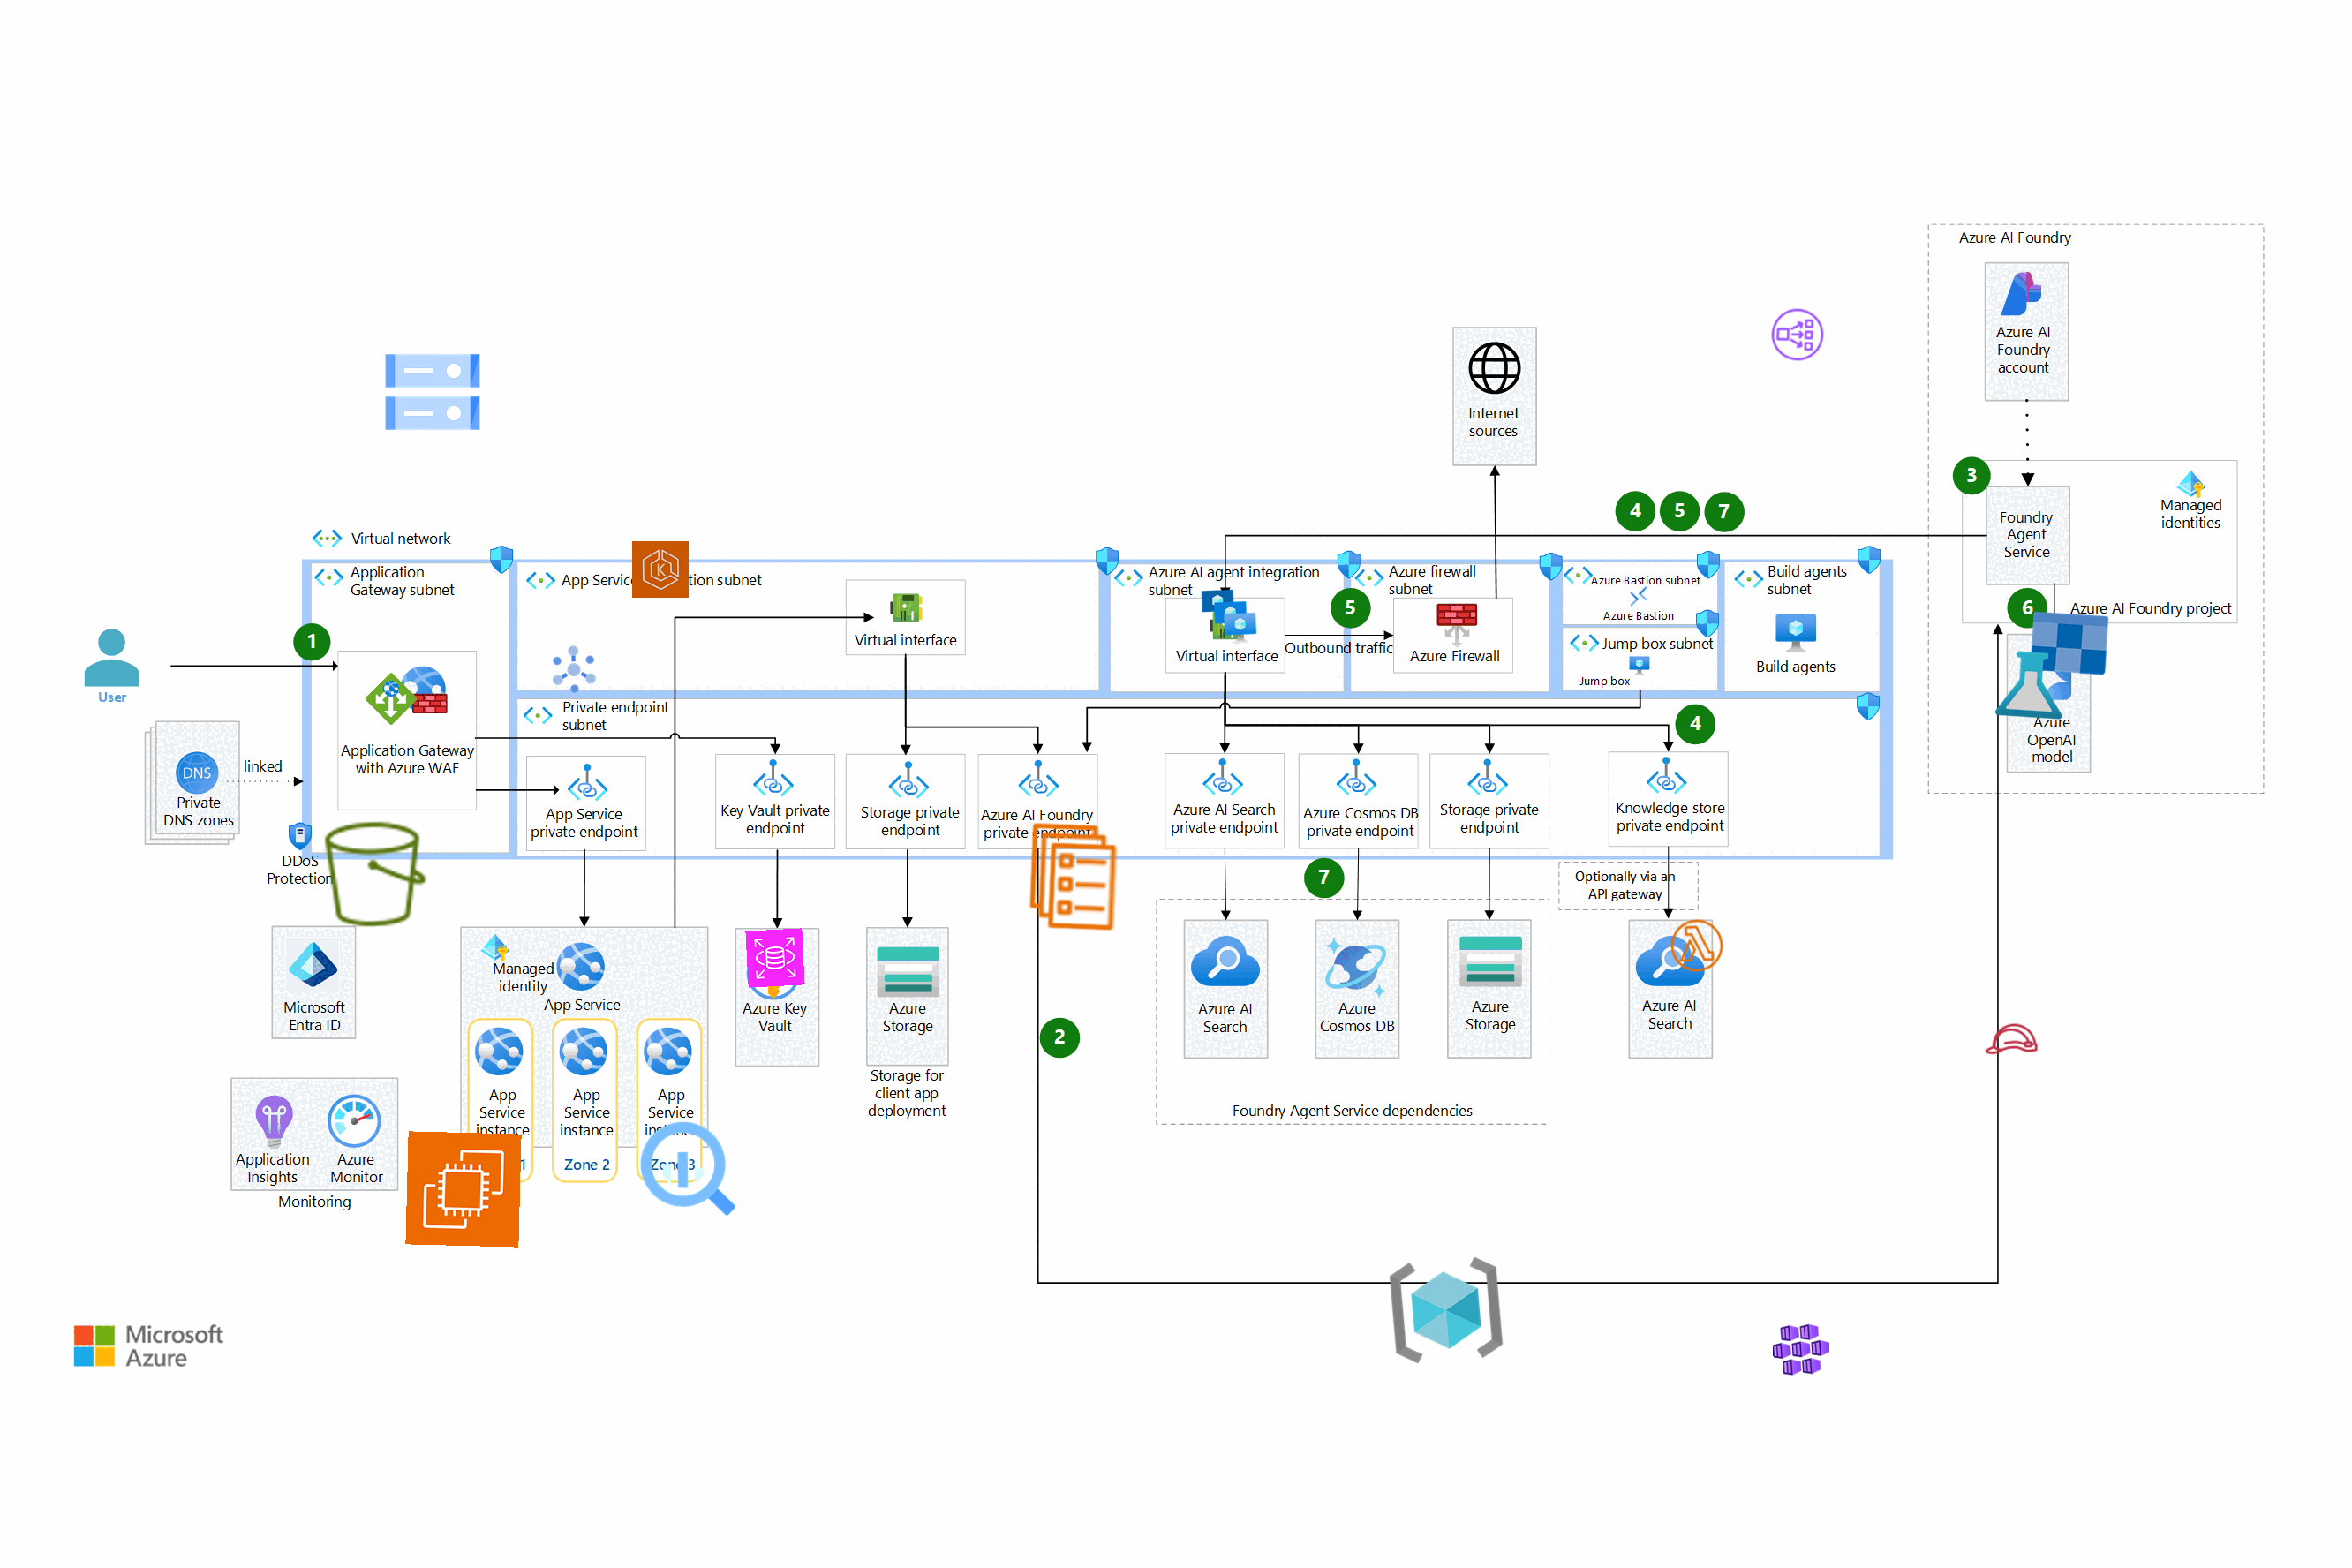 Azure AI Foundry
Azure AI
Foundry
account
Internet
sources
3
Managed
identities
4
5
7
Foundry
Agent
Service
Virtual network
Application
Gateway subnet
App Service
tion subnet
Azure AI agent integration
subnet
Azure firewall
subnet
Azure Bastion subnet
Azure Bastion
Build agents
subnet
1
5
6
Azure AI Foundry project
Virtual interface
Virtual interface
Outbound traffic
Azure Firewall
Jump box subnet
Jump box
Build agents
User
Private endpoint
subnet
4
Azure
OpenAI
model
Application Gateway
with Azure WAF
linked
DNS
Private
DNS zones
App Service
private endpoint
Key Vault private
endpoint
Storage private
endpoint
Azure AI Foundry
private endpoint
Azure AI Search
private endpoint
Azure Cosmos DB
private endpoint
Storage private
endpoint
Knowledge store
private endpoint
DDoS
Protection
7
Optionally via an
API gateway
Microsoft
Entra ID
Managed
identity
App Service
Azure Key
Vault
Azure
Storage
Storage for
client app
deployment
2
Azure AI
Search
Azure
Cosmos DB
Azure
Storage
Azure AI
Search
Foundry Agent Service dependencies
App
Service
instance
App
Service
instance
App
Service
instance
1
Zone 2
Zone 3
Application
Insights
Azure
Monitor
Monitoring
Microsoft
Azure